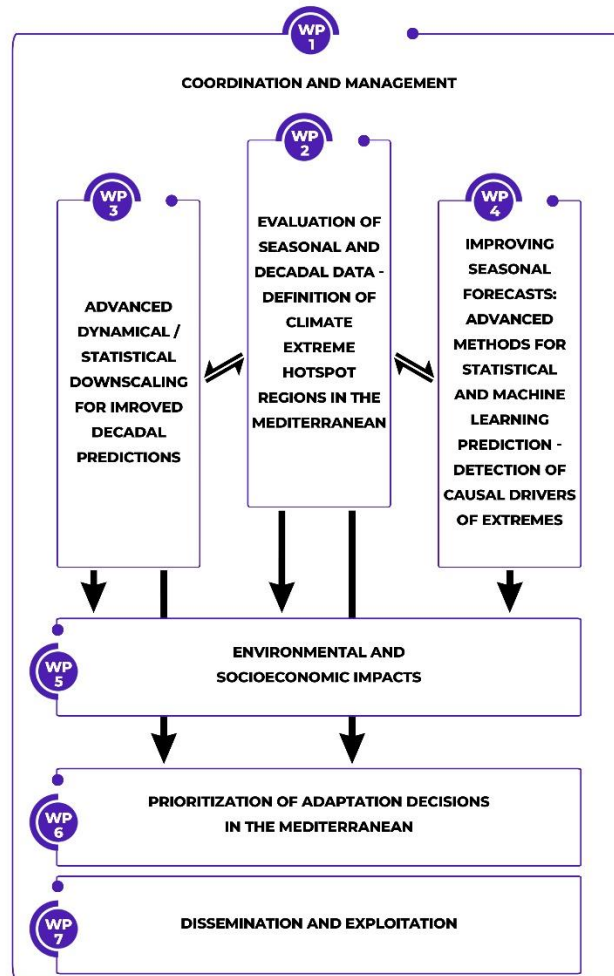 WP
1
COORDINATION AND MANAGEMENT
WP
2
EVALUATION OF
SEASONAL AND
DECADAL DATA -
DEFINITION OF
CLIMATE
EXTREME
HOTSPOT
REGIONS IN THE
MEDITERRANEAN
WP
3
ADVANCED
DYNAMICAL /
STATISTICAL
DOWNSCALING
FOR IMROVED
DECADAL
PREDICTIONS
WP
4
IMPROVING
SEASONAL
FORECASTS:
ADVANCED
METHODS FOR
STATISTICAL
AND MACHINE
LEARNING
PREDICTION -
DETECTION OF
CAUSAL DRIVERS
OF EXTREMES
WP
5
ENVIRONMENTAL AND
SOCIOECONOMIC IMPACTS
WP
6
PRIORITIZATION OF ADAPTATION DECISIONS
IN THE MEDITERRANEAN
WP
7
DISSEMINATION AND EXPLOITATION